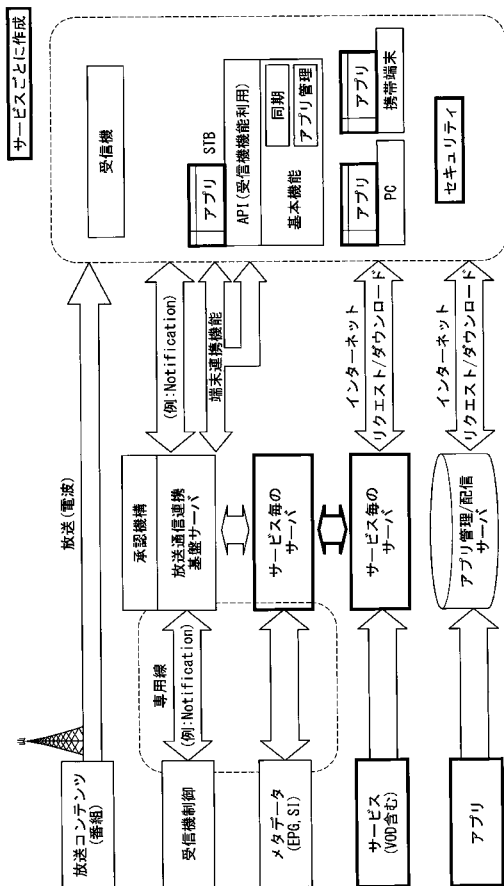 サービスごとに作成
放送コンテンツ
(番組)
放送(電波)
受信機
受信機制御
専用線
(例:Notification)
承認機構
放送通信連携
基盤サーバ
(例:Notification)
端末連携機能
アプリ
STB
API(受信機機能利用)
基本機能
同期
アプリ管理
メタデータ
(EPG,SI)
サービス毎の
サーバ
サービス
(VOD含む)
サービス毎の
サーバ
インターネット
リクエスト/ダウンロード
アプリ
PC
アプリ
携帯端末
アプリ
アプリ管理/配信
インターネット
リクエスト/ダウンロード
セキュリティ